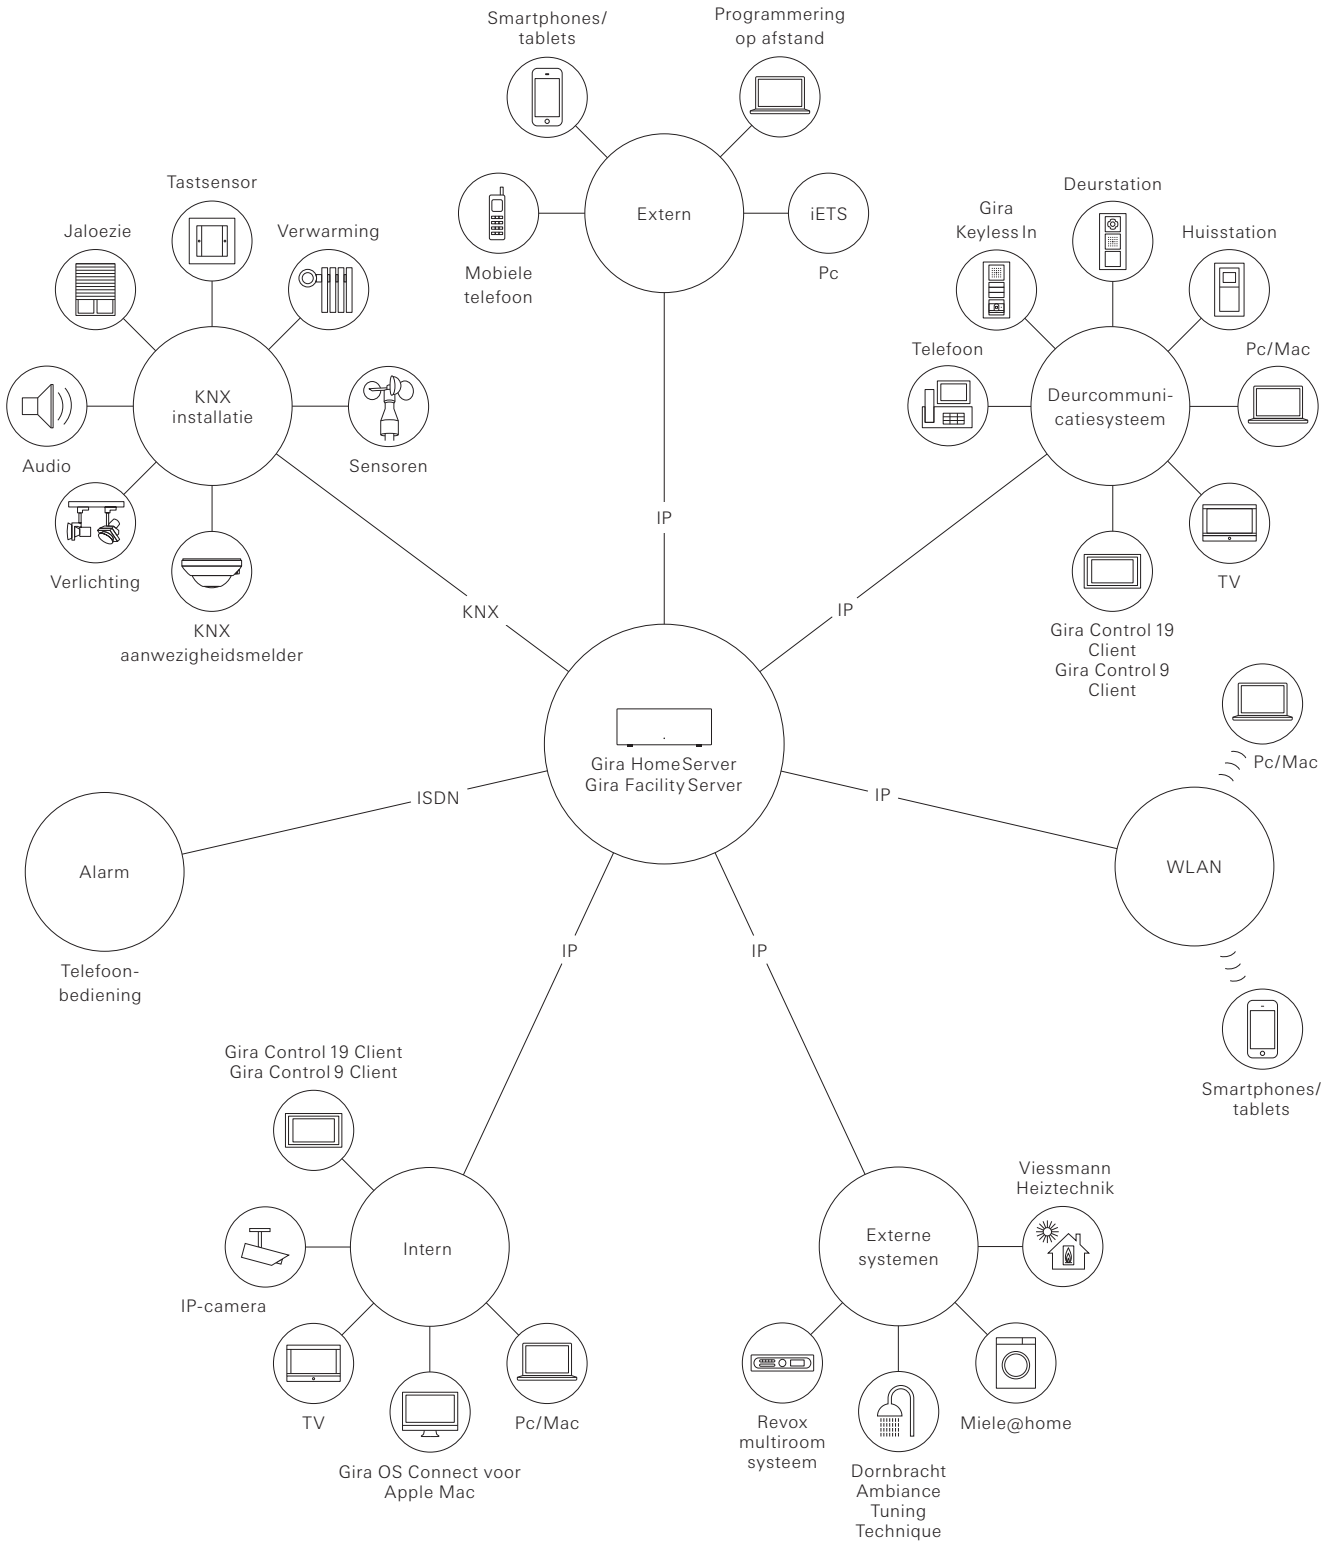 Smartphones/
tablets
Programmering
op afstand
Extern
iETS
Mobiele
telefoon
Pc
Tastsensor
Jaloezie
Verwarming
KNX
installatie
Audio
Sensoren
Verlichting
KNX
aanwezigheidsmelder
Deurstation
Gira
Keyless In
Huisstation
Telefoon
Pc/Mac
Deurcommuni-
catiesysteem
TV
Gira Control 19
Client
Gira Control 9
Client
IP
KNX
IP
Gira HomeServer
Gira FacilityServer
Pc/Mac
ISDN
IP
Alarm
WLAN
Telefoon-
bediening
Smartphones/
tablets
IP
IP
Gira Control 19 Client
Gira Control 9 Client
Intern
IP-camera
TV
Pc/Mac
Gira OS Connect voor
Apple Mac
Viessmann
Heiztechnik
Externe
systemen
Revox
multiroom
systeem
Miele@home
Dornbracht
Ambiance
Tuning
Technique